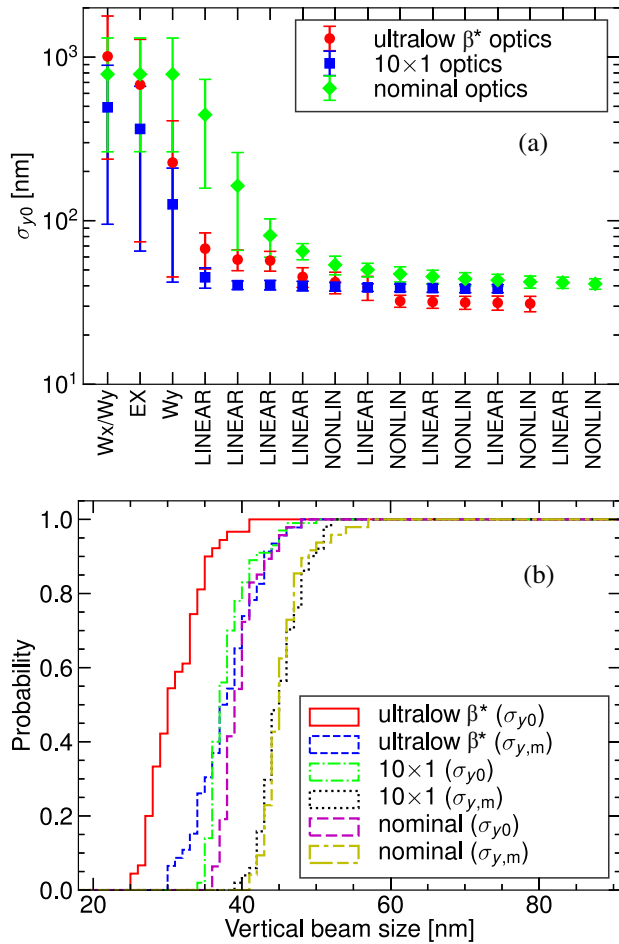 10³
ultralow β* optics
10×1 optics
nominal optics
(a)
σy0 [nm]
10²
10¹
Wx/Wy
EX
Wy
LINEAR
LINEAR
LINEAR
LINEAR
NONLIN
LINEAR
NONLIN
LINEAR
NONLIN
LINEAR
NONLIN
LINEAR
NONLIN
1.0
(b)
0.8
0.6
Probability
ultralow β* (σy0)
ultralow β* (σy,m)
0.4
10×1 (σy0)
10×1 (σy,m)
0.2
nominal (σy0)
nominal (σy,m)
0.0
20 40 60 80
Vertical beam size [nm]